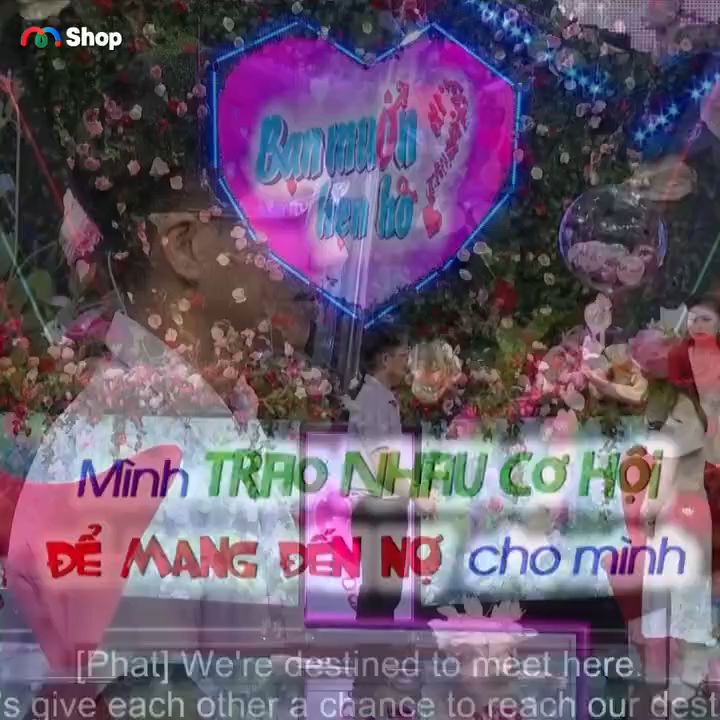 Shop
Bạn muốn
hẹn hò
Mình TRAO NHAU CƠ HỘI
ĐỂ MANG ĐẾN NỢ cho mình
[Phat] We're destined to meet here.
's give each other a chance to reach our dest